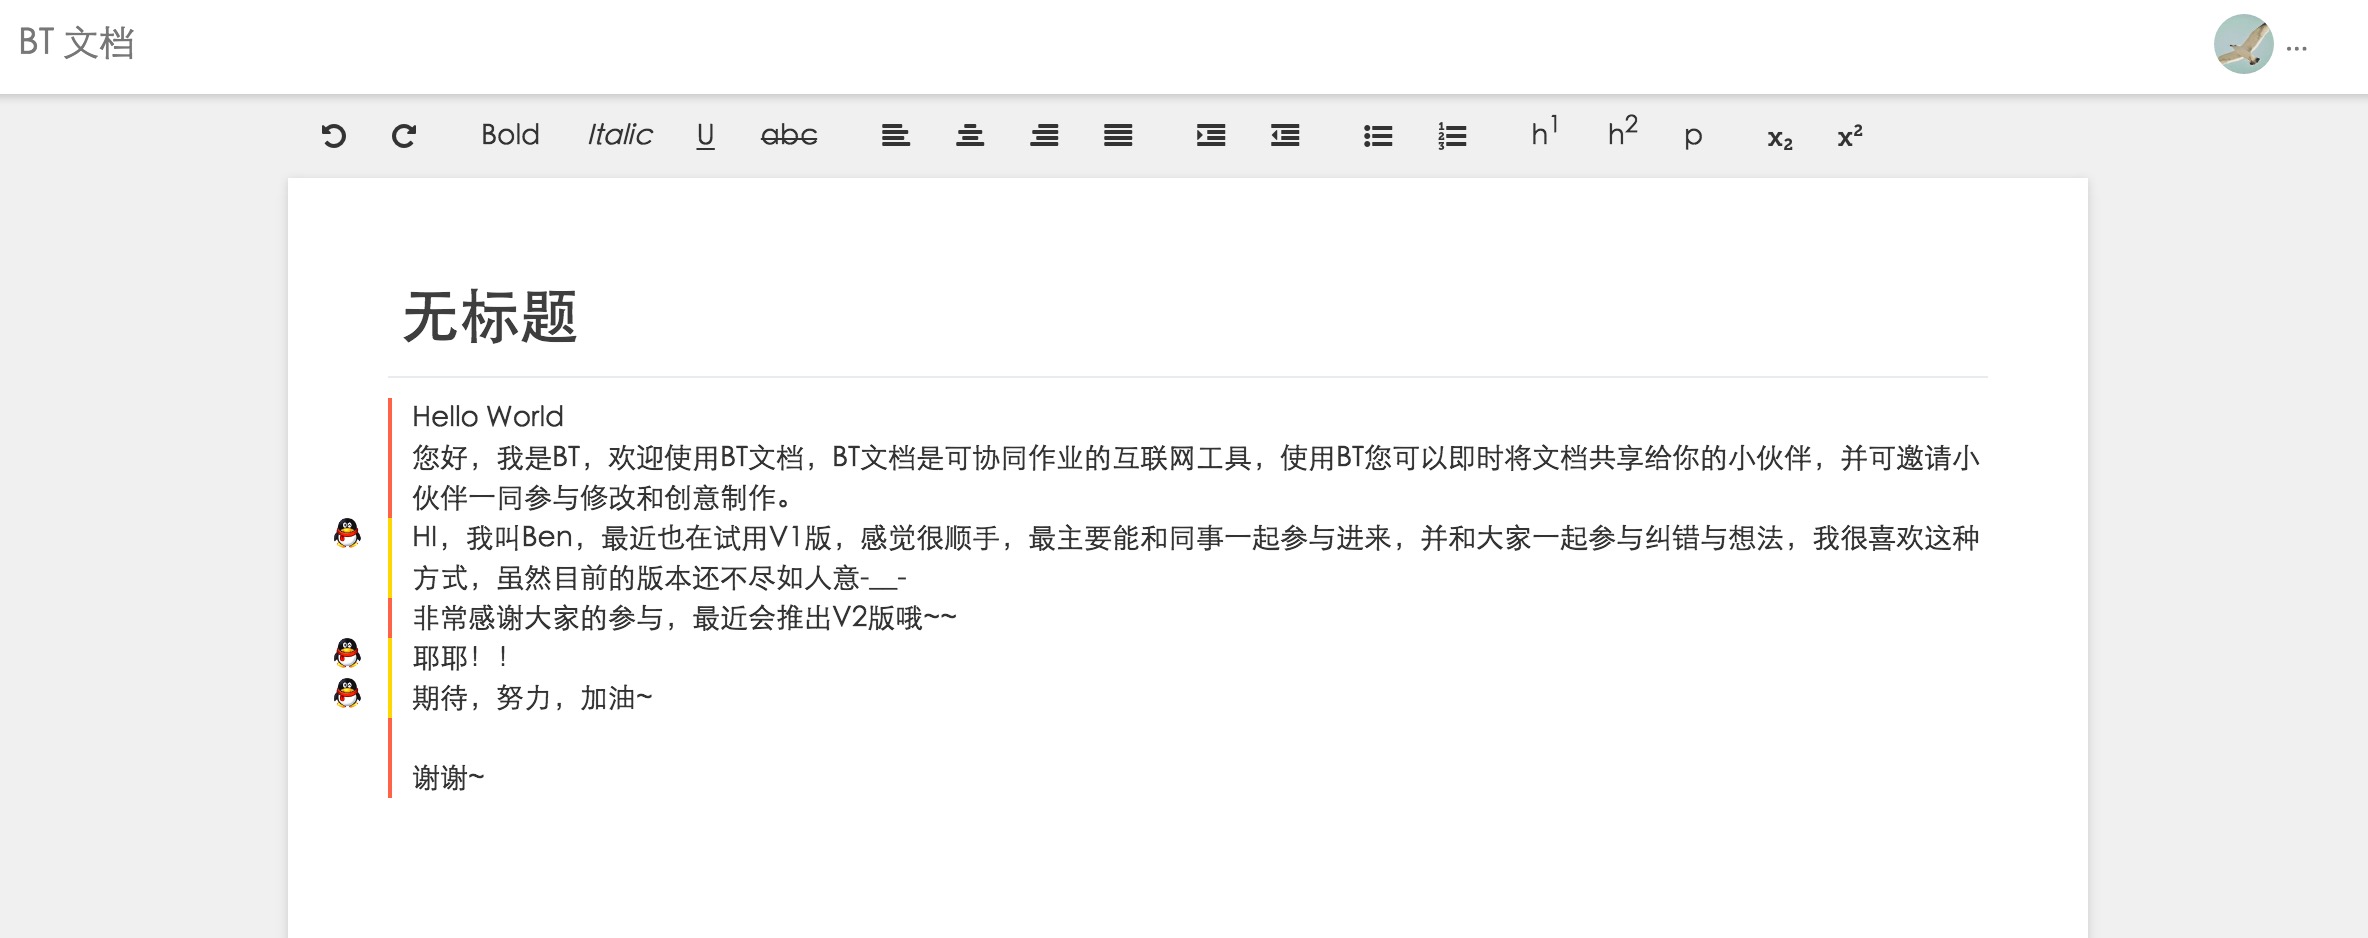 BT 文档
...
Bold Italic U abc h1 h2 p x2 x2
无标题
Hello World
您好，我是BT，欢迎使用BT文档，BT文档是可协同作业的互联网工具，使用BT您可以即时将文档共享给你的小伙伴，并可邀请小
伙伴一同参与修改和创意制作。
HI，我叫Ben，最近也在试用V1版，感觉很顺手，最主要能和同事一起参与进来，并和大家一起参与纠错与想法，我很喜欢这种
方式，虽然目前的版本还不尽如人意-__-
非常感谢大家的参与，最近会推出V2版哦~~
耶耶！！
期待，努力，加油~
谢谢~